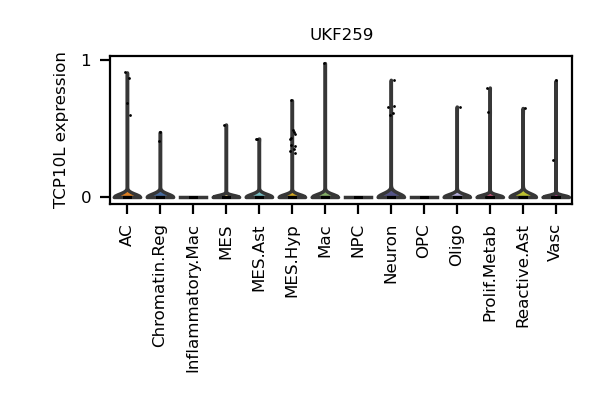 UKF259
TCP10L expression
1
0
AC
Chromatin.Reg
Inflammatory.Mac
MES
MES.Ast
MES.Hyp
Mac
NPC
Neuron
OPC
Oligo
Prolif.Metab
Reactive.Ast
Vasc